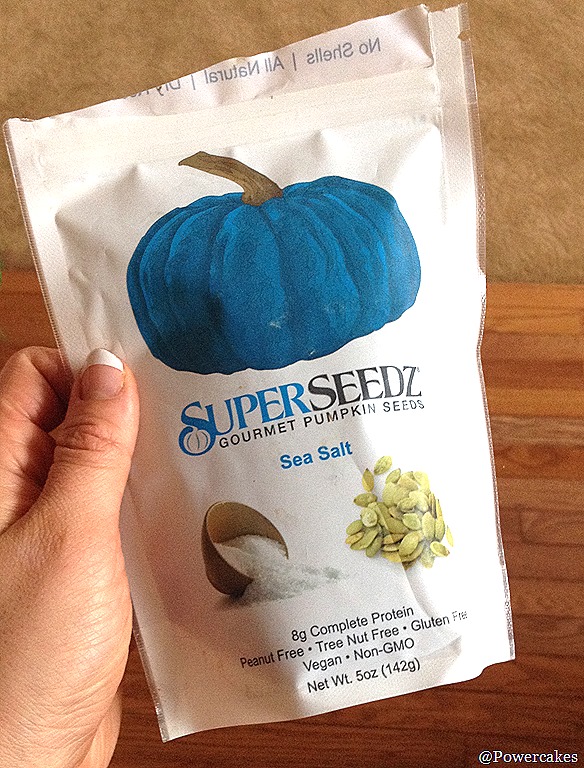 No Shells | All Natural | Dry
SUPERSEEDZ
GOURMET PUMPKIN SEEDS
Sea Salt
8g Complete Protein
Peanut Free • Tree Nut Free • Gluten Free
Vegan • Non-GMO
Net Wt. 5oz (142g)
@Powercakes